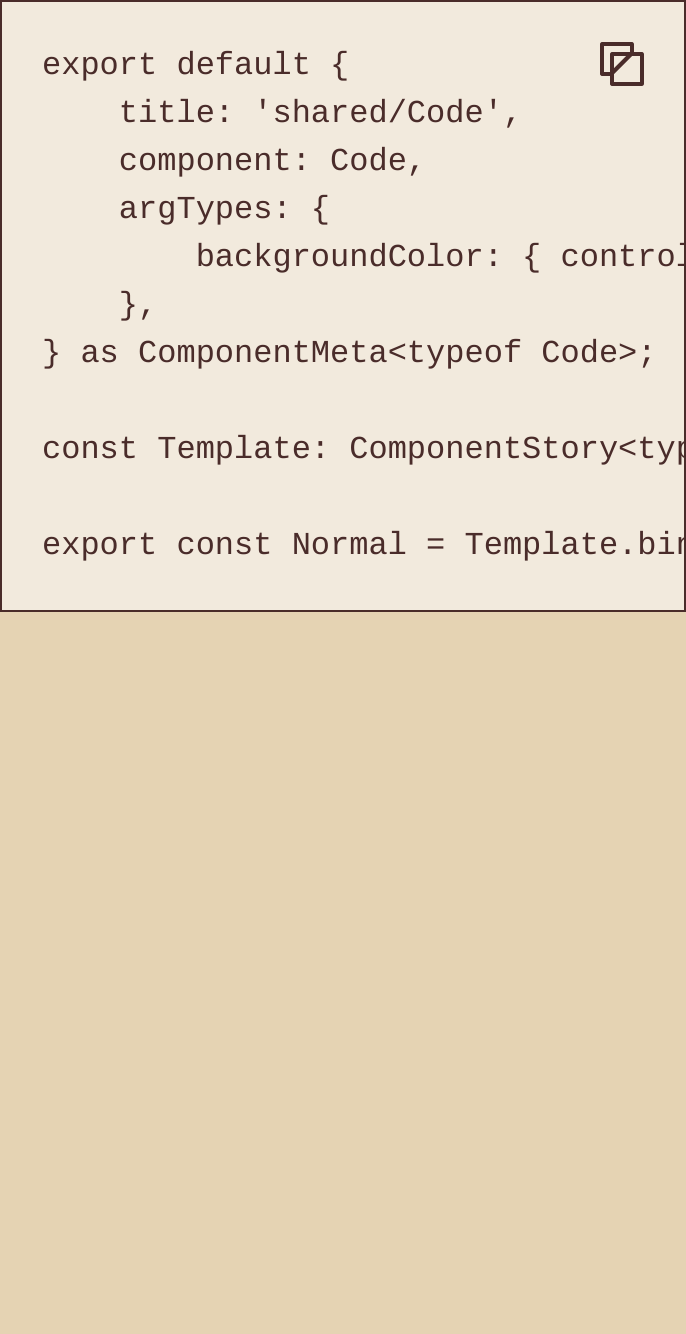 export default {
    title: 'shared/Code',
    component: Code,
    argTypes: {
        backgroundColor: { control
    },
} as ComponentMeta<typeof Code>;
const Template: ComponentStory<typ
export const Normal = Template.bin